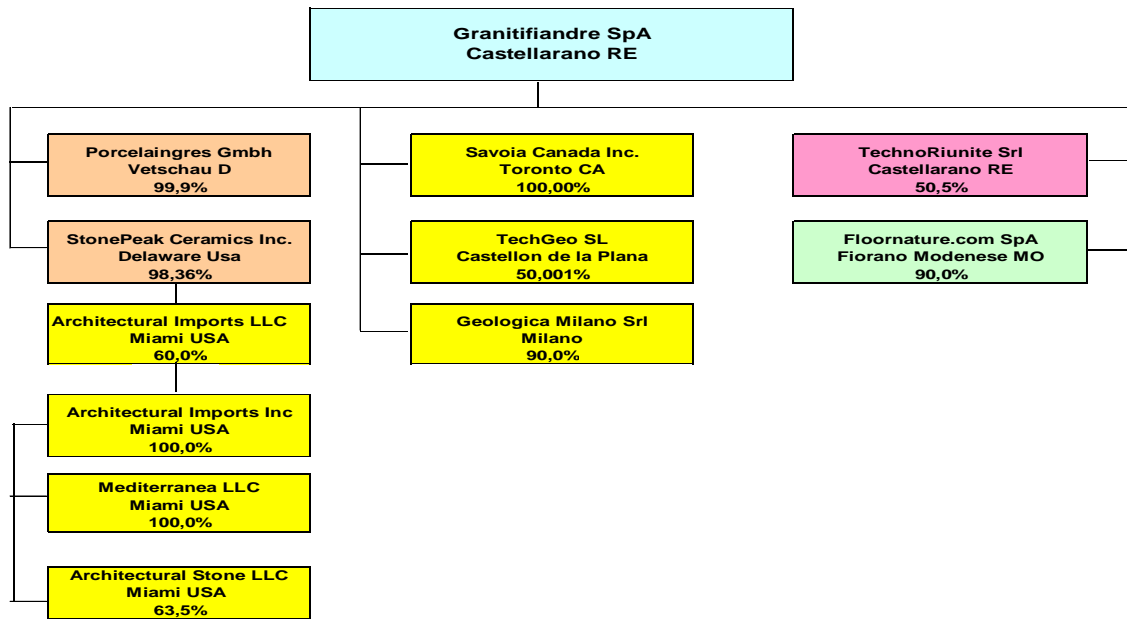 Granitifiandre SpA
Castellarano RE
Porcelaingres Gmbh
Vetschau D
99,9%
StonePeak Ceramics Inc.
Delaware Usa
98,36%
Architectural Imports LLC
Miami USA
60,0%
Architectural Imports Inc
Miami USA
100,0%
Mediterranea LLC
Miami USA
100,0%
Architectural Stone LLC
Miami USA
63,5%
Savoia Canada Inc.
Toronto CA
100,00%
TechGeo SL
Castellon de la Plana
50,001%
Geologica Milano Srl
Milano
90,0%
TechnoRiunite Srl
Castellarano RE
50,5%
Floornature.com SpA
Fiorano Modenese MO
90,0%